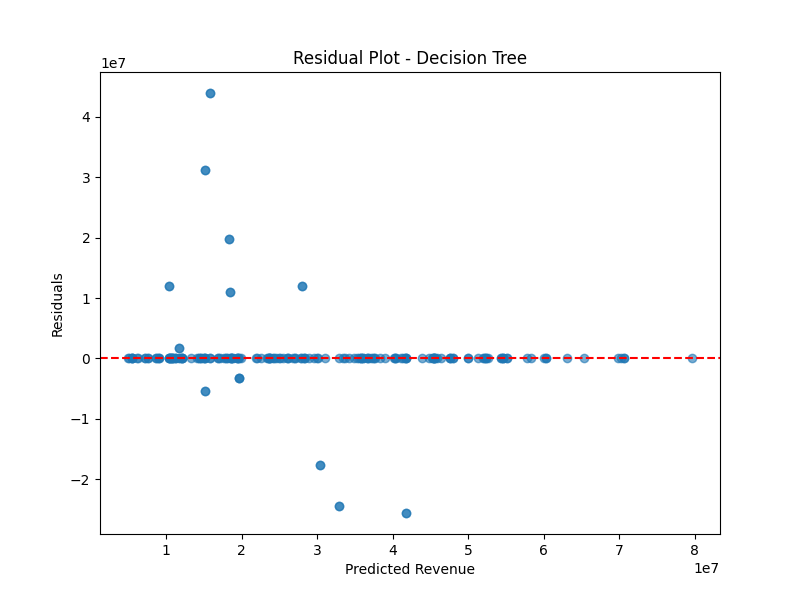 Residual Plot - Decision Tree
1e7
4
3
2
1
0
−1
−2
Residuals
1 2 3 4 5 6 7 8
1e7
Predicted Revenue